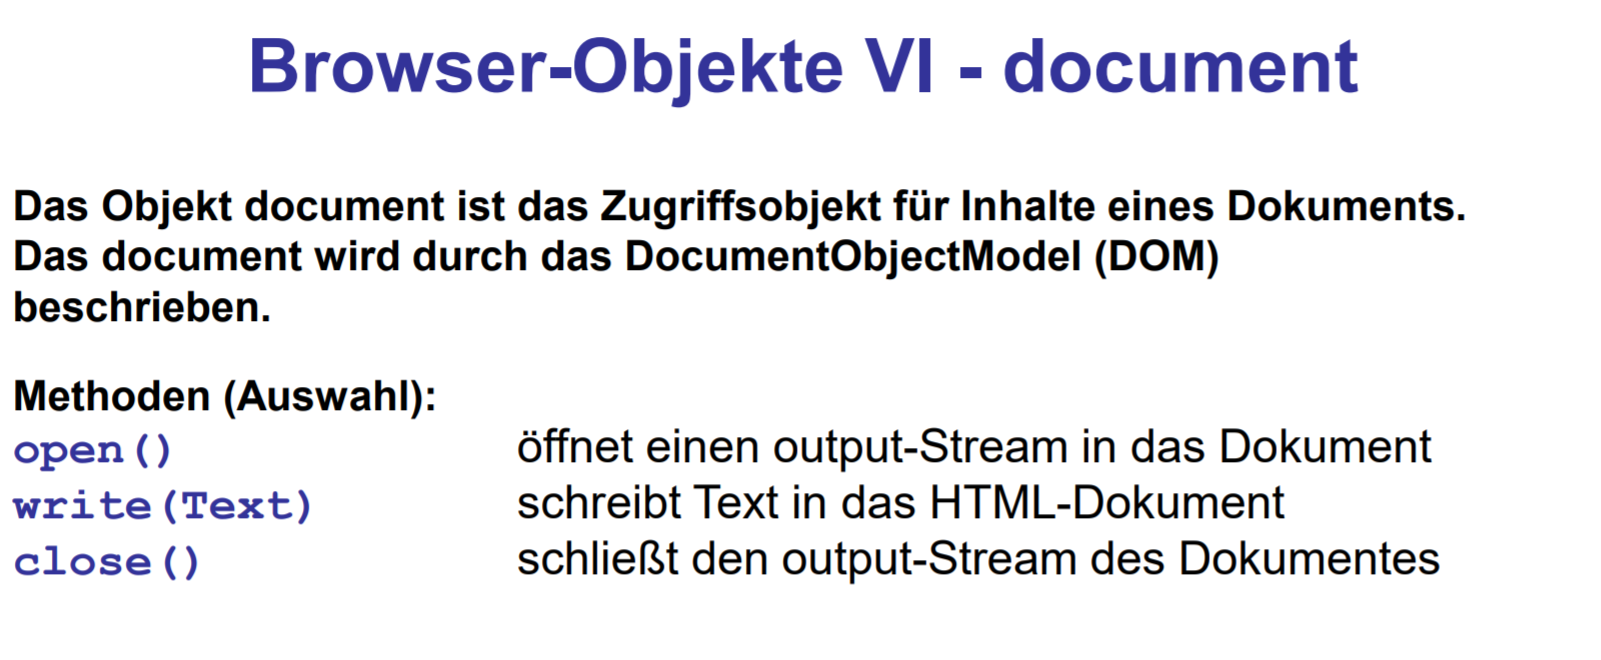 Browser-Objekte VI - document
Das Objekt document ist das Zugriffsobjekt für Inhalte eines Dokuments.
Das document wird durch das DocumentObjectModel (DOM)
beschrieben.
Methoden (Auswahl):
open() öffnet einen output-Stream in das Dokument
write(Text) schreibt Text in das HTML-Dokument
close() schließt den output-Stream des Dokumentes